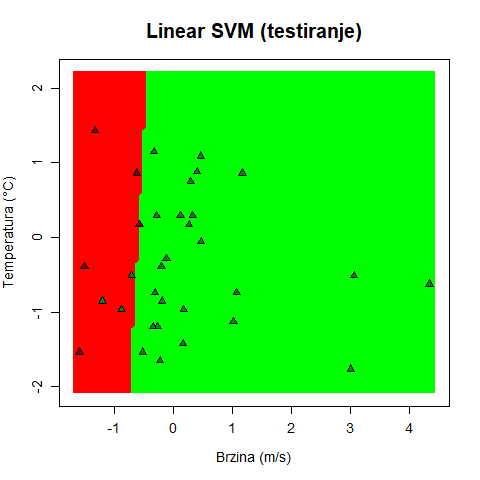 Linear SVM (testiranje)
Temperatura (°C)
2
1
0
-1
-2
-1 0 1 2 3 4
Brzina (m/s)